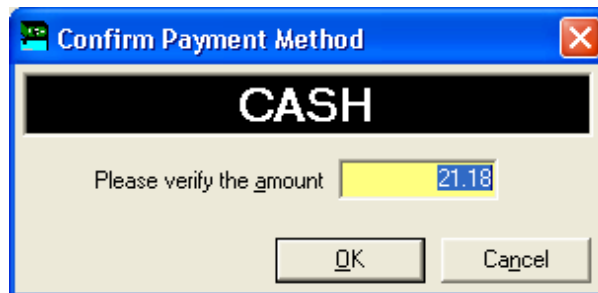 Confirm Payment Method
CASH
Please verify the amount 21.18
OK Cancel